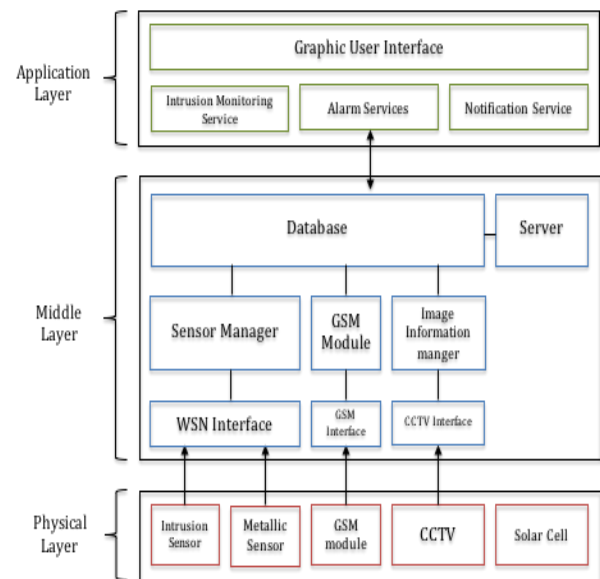 Application
Layer
Graphic User Interface
Intrusion Monitoring
Service
Alarm Services
Notification Service
Middle
Layer
Database
Server
Sensor Manager
GSM
Module
Image
Information
manger
WSN Interface
GSM
Interface
CCTV Interface
Physical
Layer
Intrusion
Sensor
Metallic
Sensor
GSM
module
CCTV
Solar Cell